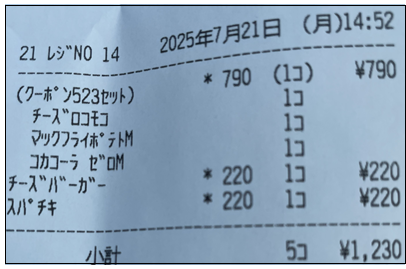 2025年7月21日 (月)14:52
21 ﾚｼﾞNO 14
* 790 (1ｺ) ¥790
(ｸｰﾎﾟﾝ523ｾｯﾄ)
ﾁｰｽﾞﾛｺﾓｺ 1ｺ
ﾏｯｸﾌﾗｲﾎﾟﾃﾄM 1ｺ
ｺｶｺｰﾗ ｾﾞﾛM 1ｺ
ﾁｰｽﾞﾊﾞｰｶﾞｰ * 220 1ｺ ¥220
ｽﾊﾟﾁｷ * 220 1ｺ ¥220
小計 5ｺ ¥1,230